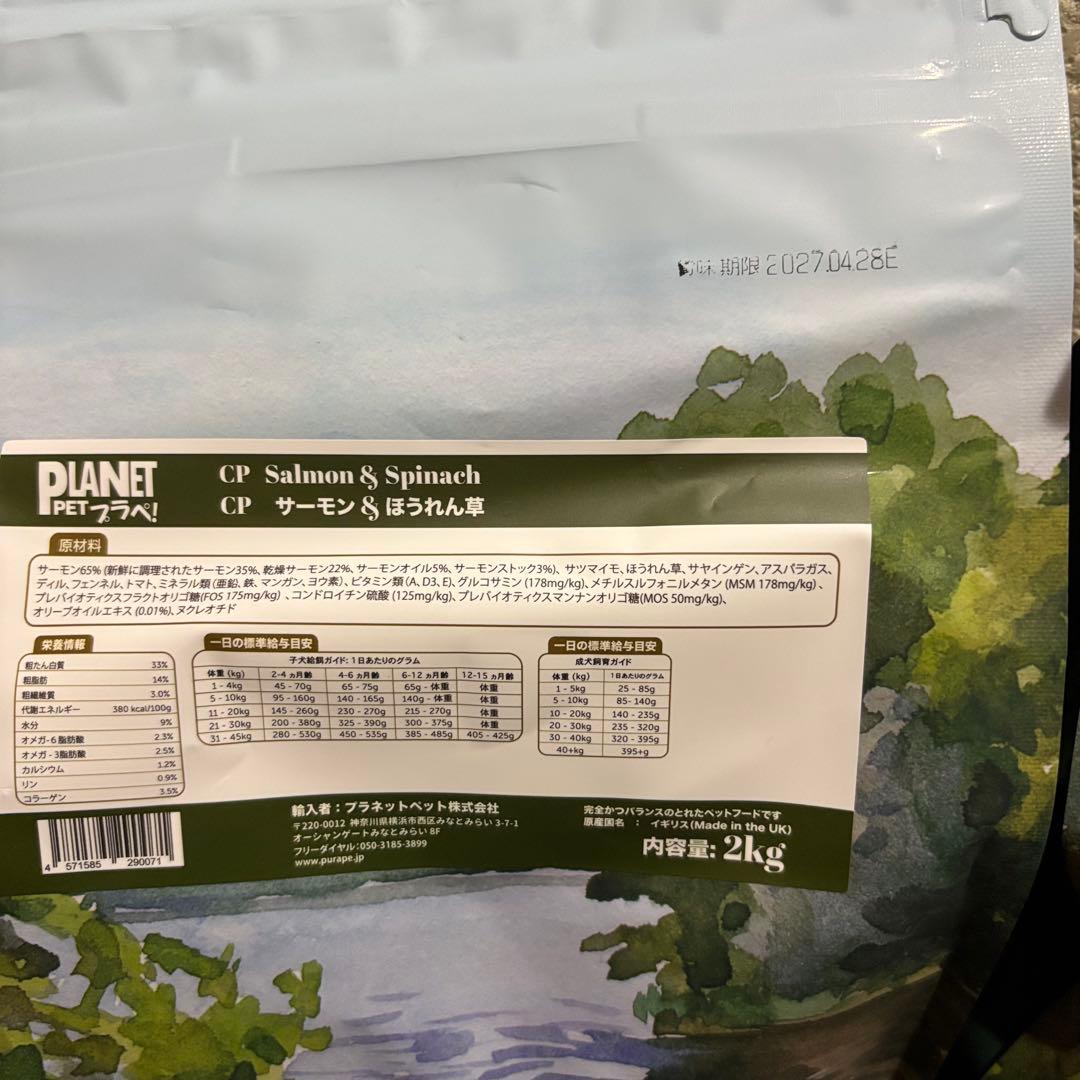 味期限 2027.04.28E
PLANET
PET プラペ!
CP Salmon & Spinach
CP サーモン & ほうれん草
原材料
サーモン65% (新鮮に調理されたサーモン35%、乾燥サーモン22%、サーモンオイル5%、サーモンストック3%)、サツマイモ、ほうれん草、サヤインゲン、アスパラガス、
ディル、フェンネル、トマト、ミネラル類 (亜鉛、鉄、マンガン、ヨウ素)、ビタミン類 (A、D3、E)、グルコサミン (178mg/kg)、メチルスルフォニルメタン (MSM 178mg/kg) 、
プレバイオティクスフラクトオリゴ糖(FOS 175mg/kg) 、コンドロイチン硫酸 (125mg/kg)、プレバイオティクスマンナンオリゴ糖(MOS 50mg/kg)、
オリーブオイルエキス (0.01%)、ヌクレオチド
栄養情報
粗たん白質 33%
粗脂肪 14%
粗繊維質 3.0%
代謝エネルギー 380 kcal/100g
水分 9%
オメガ-6 脂肪酸 2.3%
オメガ-3脂肪酸 2.5%
カルシウム 1.2%
リン 0.9%
コラーゲン 3.5%
一日の標準給与目安
子犬給餌ガイド: 1日あたりのグラム
体重 (kg) 2-4 ヵ月齢 4-6 ヵ月齢 6-12 ヵ月齢 12-15 ヵ月齢
1 - 4kg 45 - 70g 65 - 75g 65g - 体重 体重
5 - 10kg 95 - 160g 140 - 165g 140g - 体重 体重
11 - 20kg 145 - 260g 230 - 270g 215 - 270g 体重
21 - 30kg 200 - 380g 325 - 390g 300 - 375g 体重
31 - 45kg 280 - 530g 450 - 535g 385 - 485g 405 - 425g
一日の標準給与目安
成犬飼育ガイド
体重 (kg) 1日あたりのグラム
1 - 5kg 25 - 85g
5 - 10kg 85- 140g
10 - 20kg 140 - 235g
20 - 30kg 235 - 320g
30 - 40kg 320 - 395g
40+kg 395+g
4 571585 290071
輸入者：プラネットペット株式会社
〒220-0012 神奈川県横浜市西区みなとみらい 3-7-1
オーシャンゲートみなとみらい 8F
フリーダイヤル:050-3185-3899
www.purape.jp
完全かつバランスのとれたペットフードです
原産国名 ： イギリス(Made in the UK)
内容量: 2kg